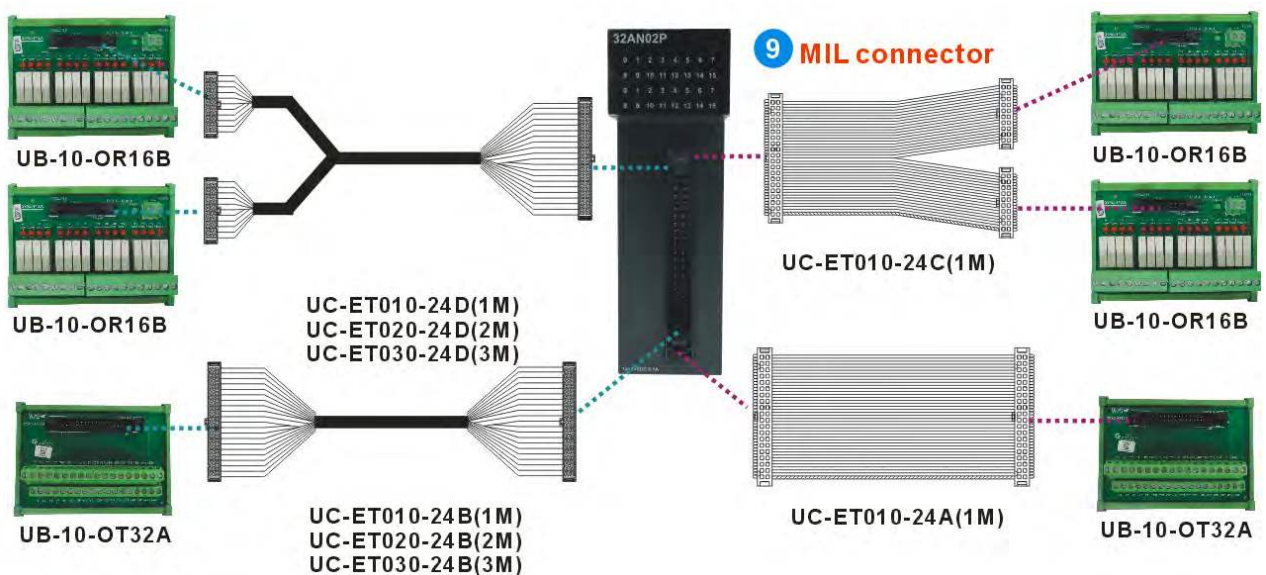 32AN02P
0 1 2 3 4 5 6 7
8 9 10 11 12 13 14 15
0 1 2 3 4 5 6 7
8 9 10 11 12 13 14 15
9 MIL connector
UB-10-OR16B
UB-10-OR16B
UC-ET010-24D(1M)
UC-ET020-24D(2M)
UC-ET030-24D(3M)
UC-ET010-24C(1M)
UB-10-OR16B
UB-10-OR16B
UB-10-OT32A
UC-ET010-24B(1M)
UC-ET020-24B(2M)
UC-ET030-24B(3M)
UC-ET010-24A(1M)
UB-10-OT32A